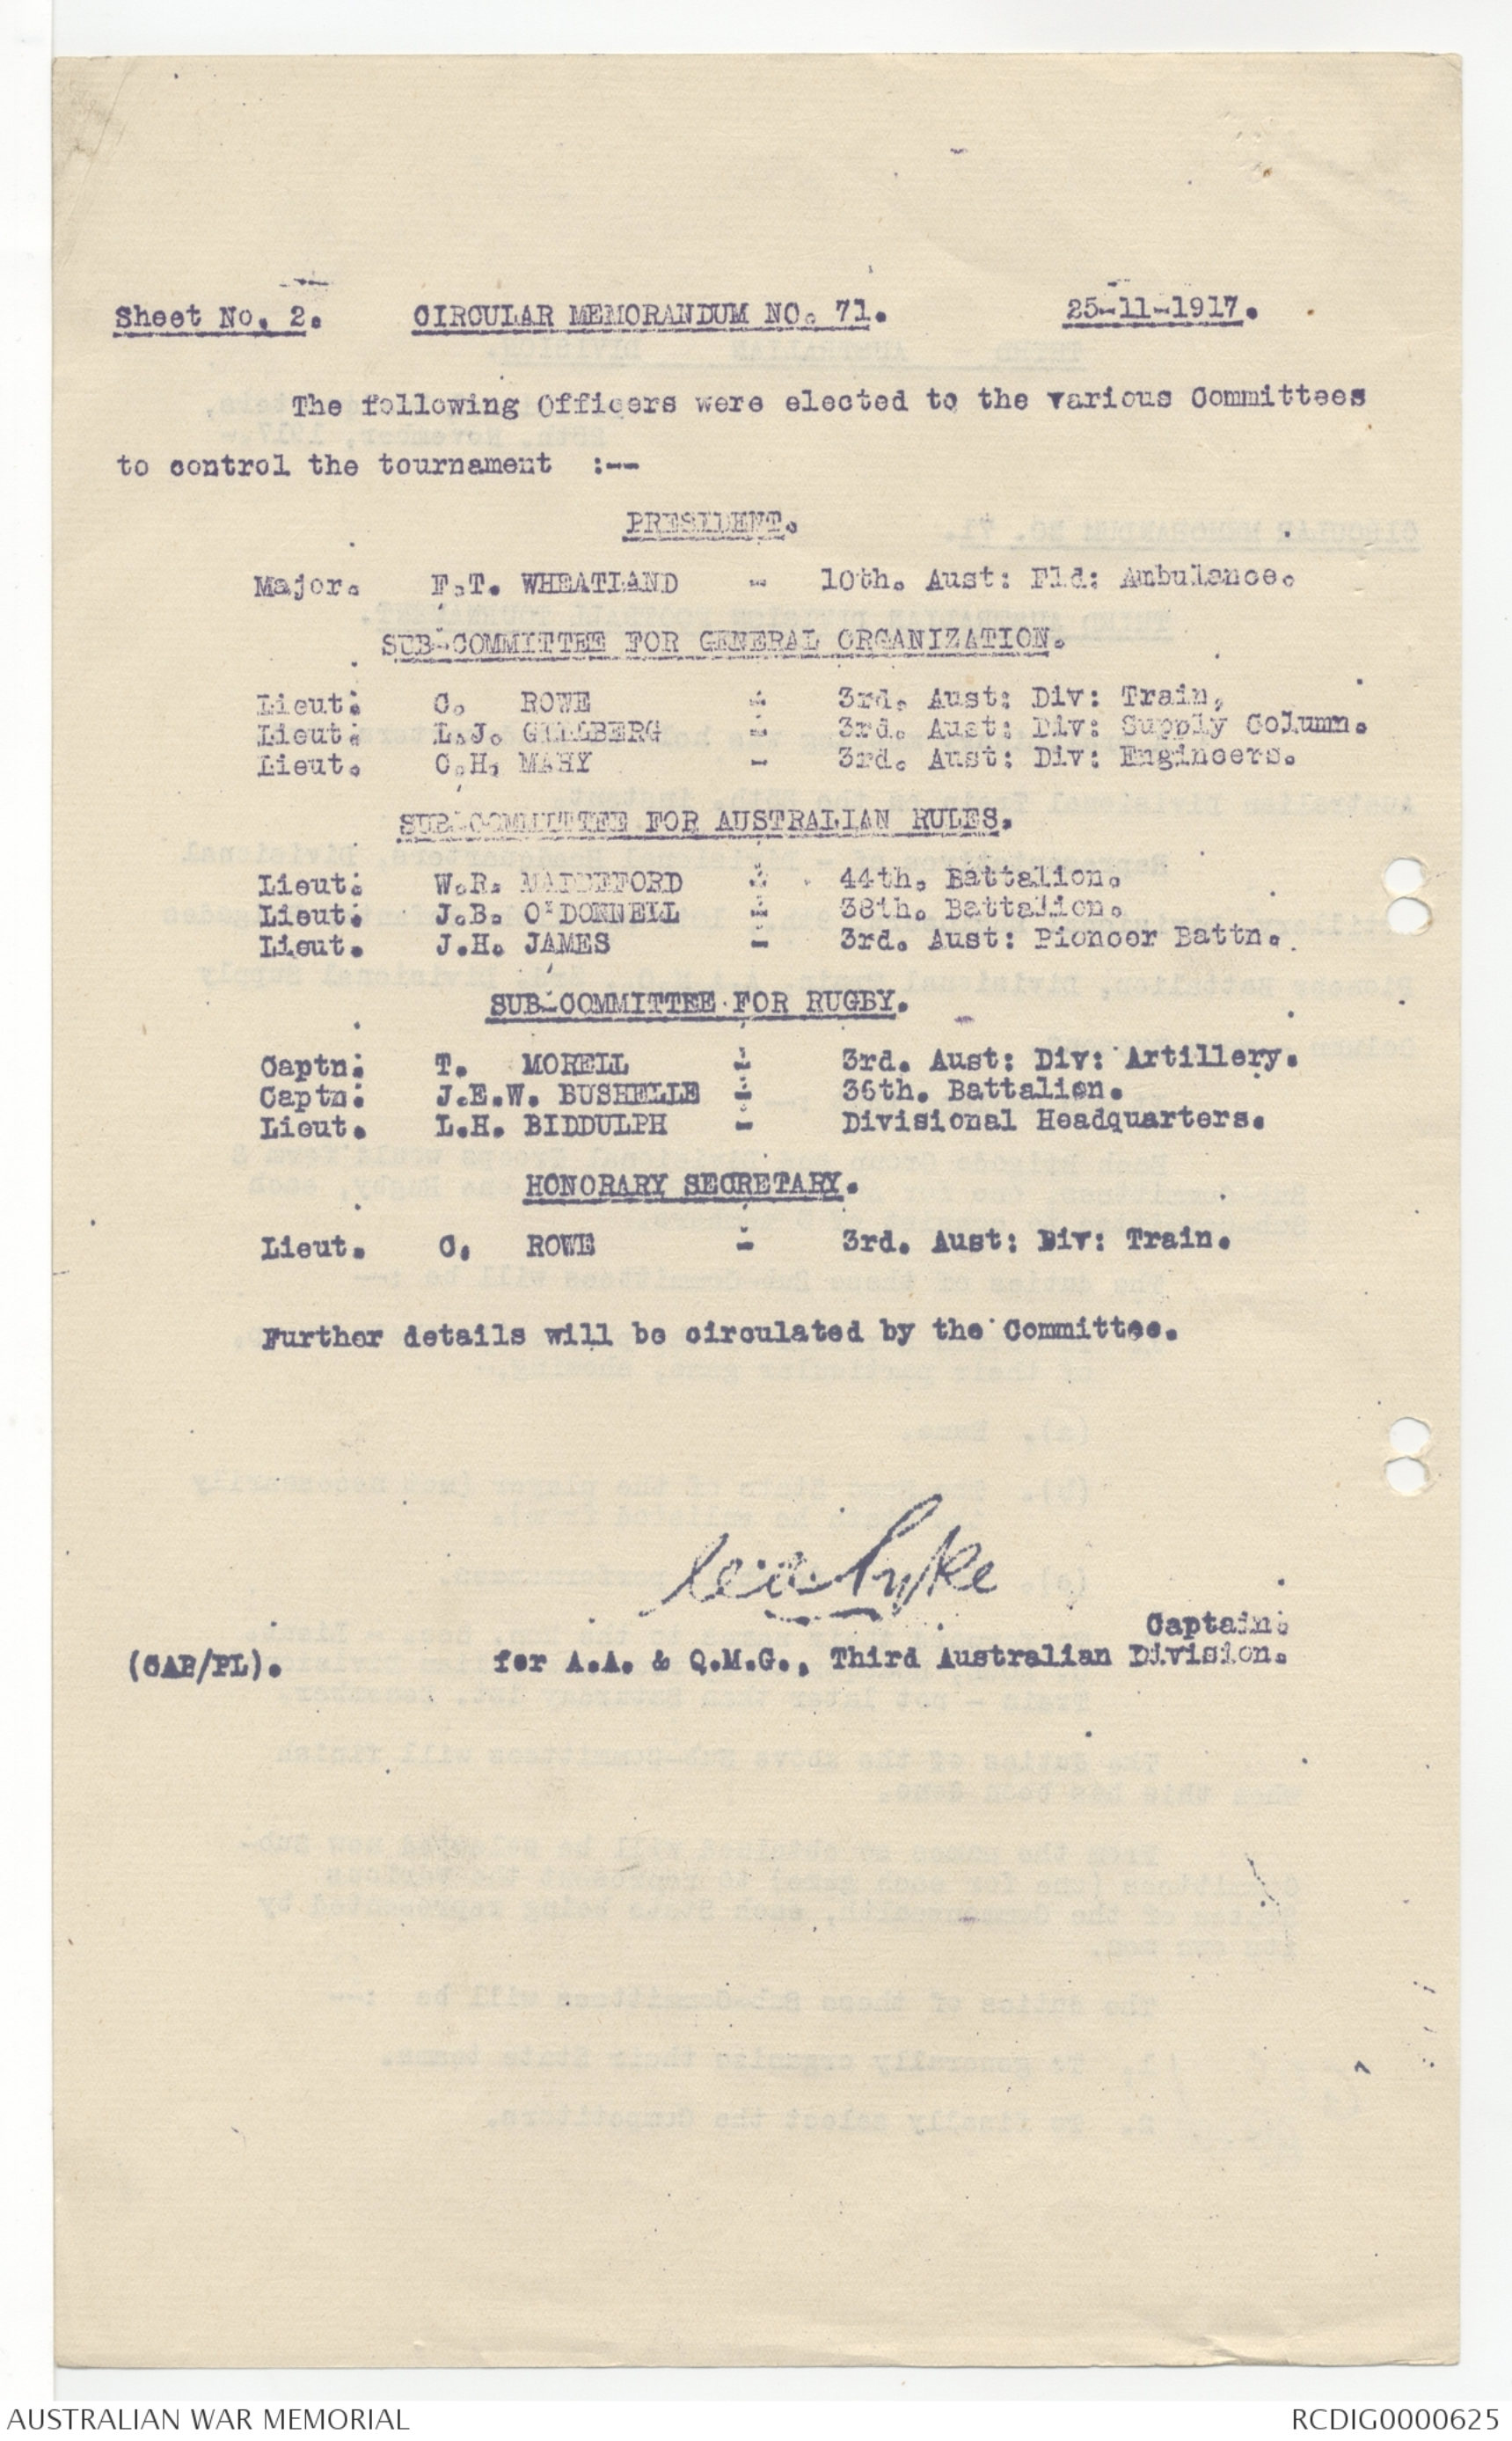 Sheet No. 2. CIRCULAR MEMORANDUM NO. 71. 25-11-1917.
The following Officers were elected to the various Committees
to control the tournament :--
PRESIDENT.
Major. F.T. WHEATLAND - 10th. Aust: Fld: Ambulance.
SUB-COMMITTEE FOR GENERAL ORGANIZATION.
Lieut. C. ROWE - 3rd. Aust: Div: Train.
Lieut. L.J. - 3rd. Aust: Div: Supply Column.
Lieut. C.H. MAHY - 3rd. Aust: Div: Engineers.
SUB-COMMITTEE FOR AUSTRALIAN RULES.
Lieut. W.R. - 44th. Battalion.
Lieut. J.B. O'DONNELL - 38th. Battalion.
Lieut. J.H. JAMES - 3rd. Aust: Pioneer Battn.
SUB-COMMITTEE FOR RUGBY.
Captn. T. MORELL - 3rd. Aust: Div: Artillery.
Captn. J.E.W. BUSHELLE - 36th. Battalion.
Lieut. L.H. BIDDULPH - Divisional Headquarters.
HONORARY SECRETARY.
Lieut. C. ROWE - 3rd. Aust: Div: Train.
Further details will be circulated by the Committee.
Captain.
(CAP/PL). for A.A. & Q.M.G., Third Australian Division.
AUSTRALIAN WAR MEMORIAL RCDIG0000625